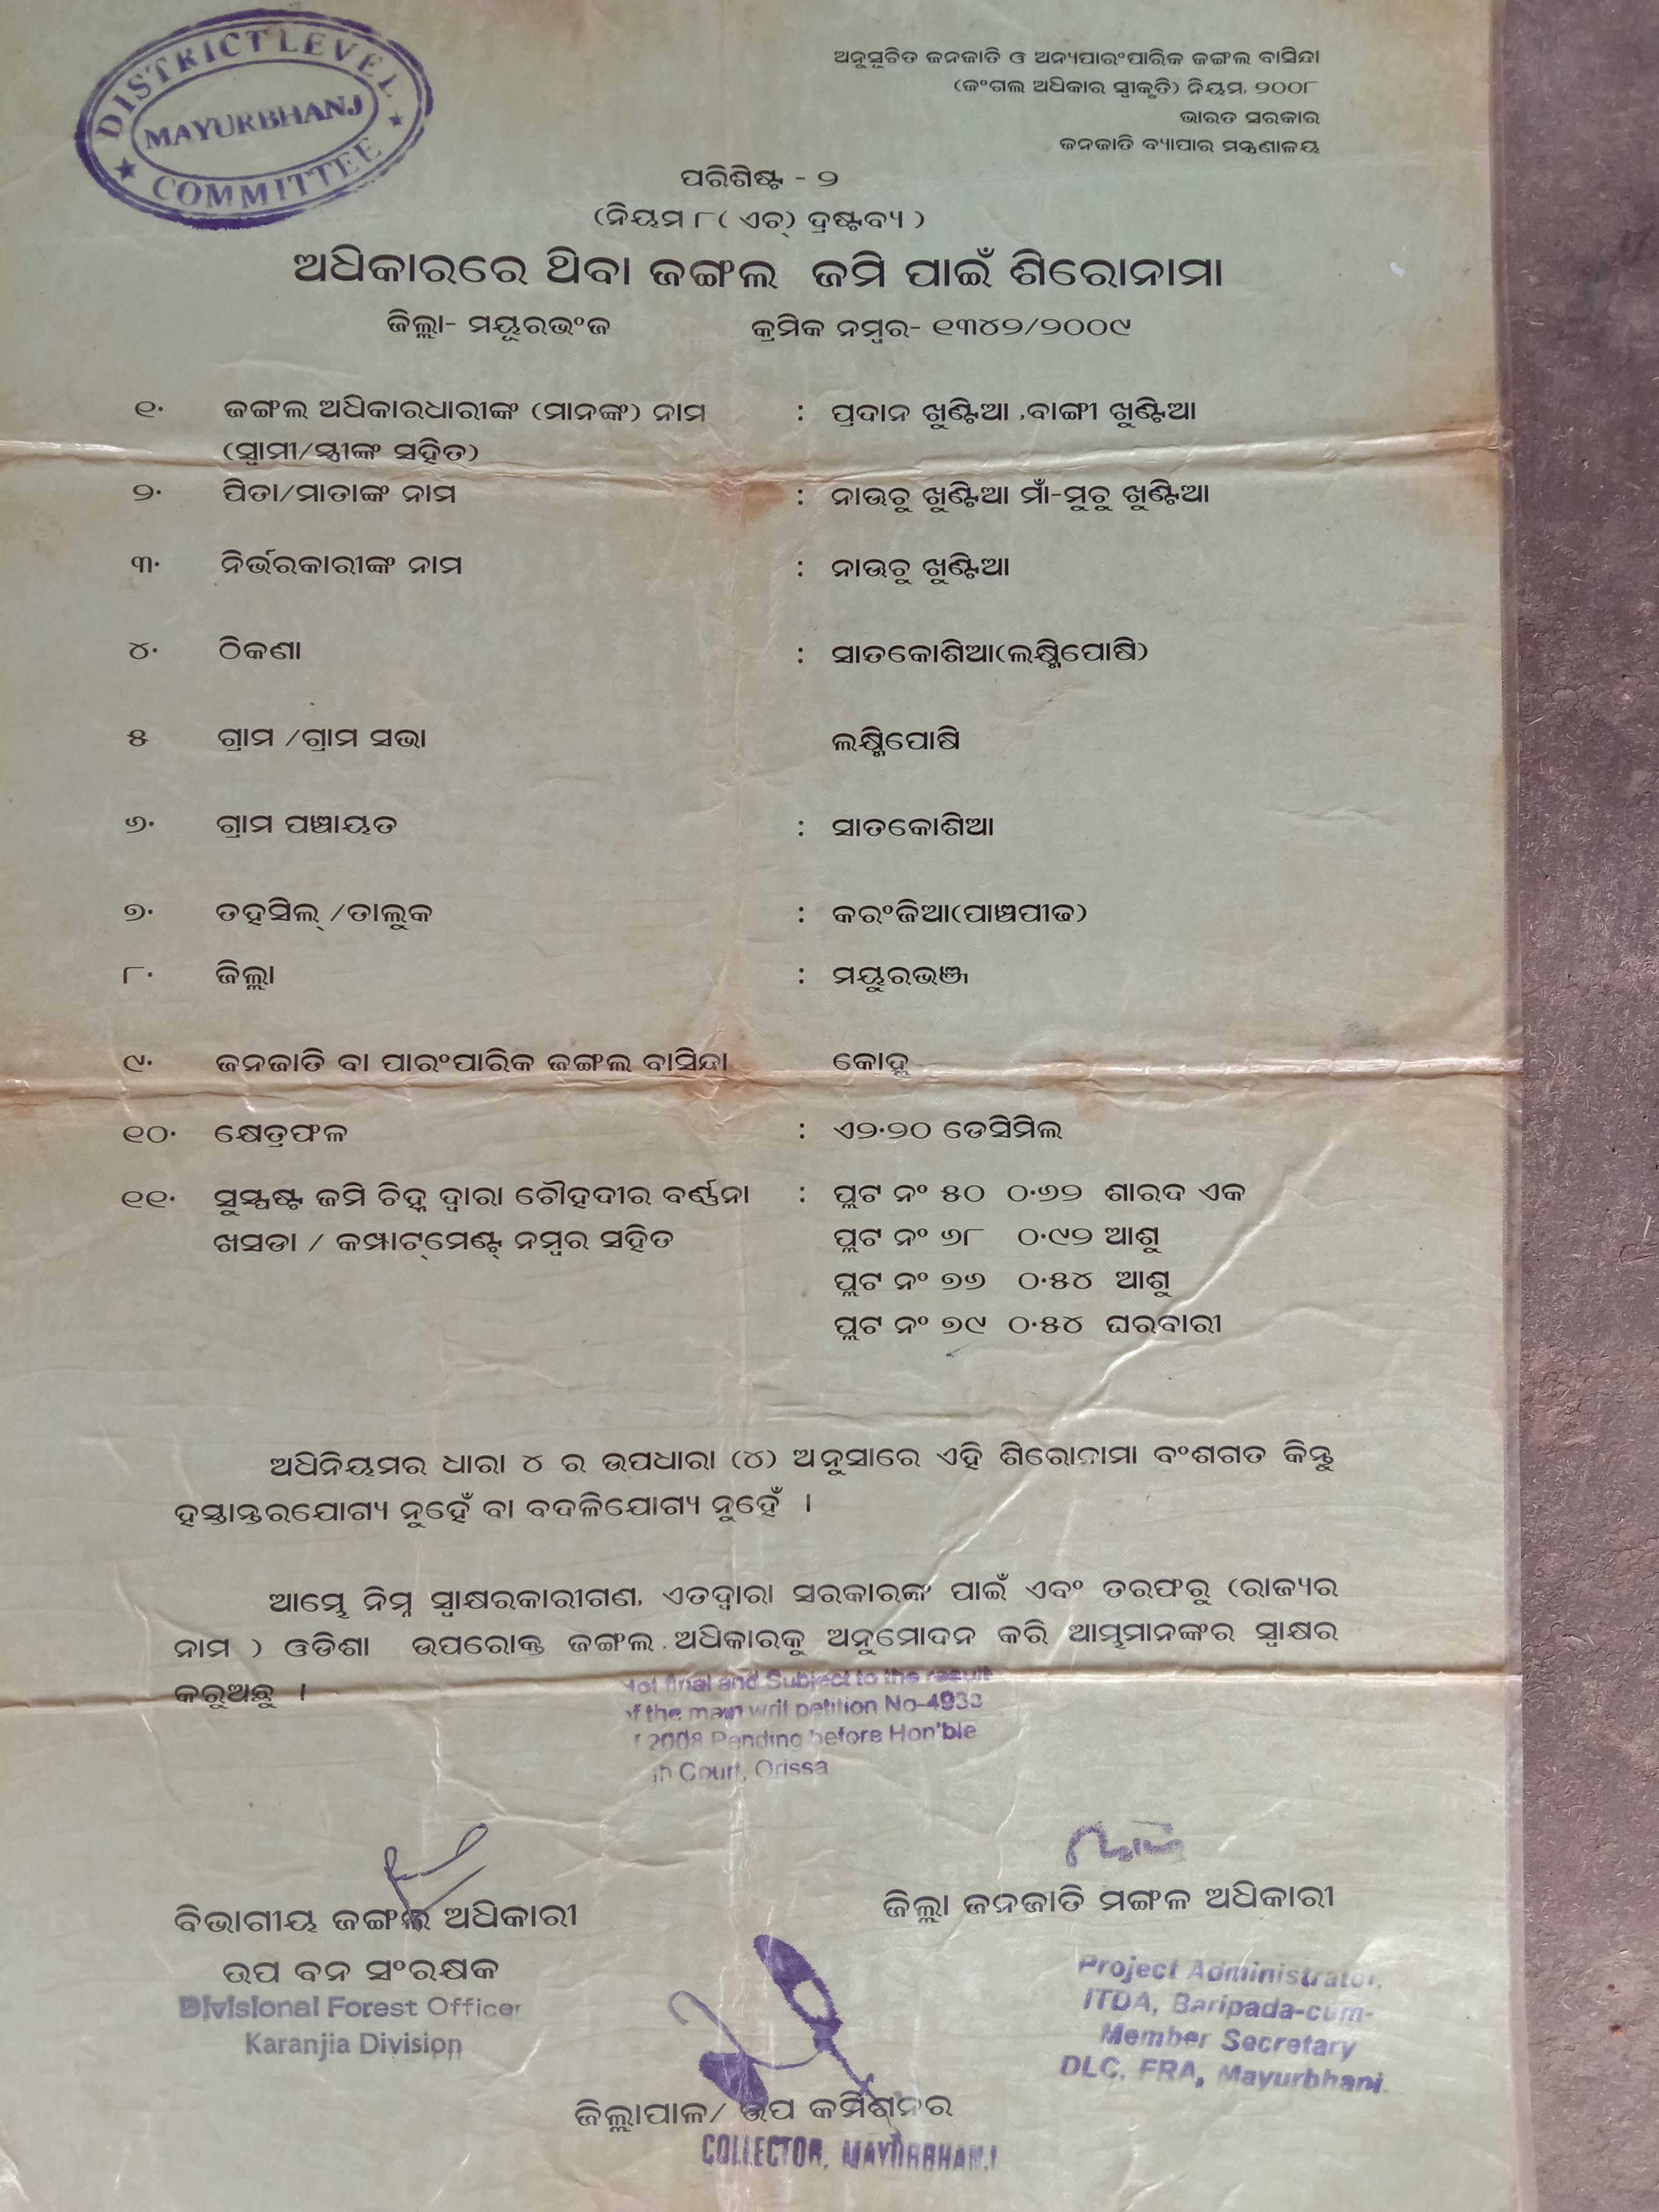 DISTRICT LEVEL
MAYURBHANJ
COMMITTEE
ଅନୁସୂଚିତ ଜନଜାତି ଓ ଅନ୍ୟପାରଂପାରିକ ଜଙ୍ଗଲ ବାସିନ୍ଦା
(ଜଂଗଲ ଅଧିକାର ସ୍ୱୀକୃତି) ନିୟମ, ୨୦୦୮
ଭାରତ ସରକାର
ଜନଜାତି ବ୍ୟାପାର ମନ୍ତ୍ରଣାଳୟ
ପରିଶିଷ୍ଟ - ୨
(ନିୟମ ୮( ଏଚ୍) ଦ୍ରଷ୍ଟବ୍ୟ )
ଅଧିକାରରେ ଥିବା ଜଙ୍ଗଲ ଜମି ପାଇଁ ଶିରୋନାମା
ଜିଲ୍ଲା- ମୟୂରଭଂଜ କ୍ରମିକ ନମ୍ବର- ୧୩୪୨/୨୦୦୯
୧. ଜଙ୍ଗଲ ଅଧିକାରଧାରୀଙ୍କ (ମାନଙ୍କ) ନାମ : ପ୍ରଦାନ ଖୁଣ୍ଟିଆ ,ବାଙ୍ଗୀ ଖୁଣ୍ଟିଆ
(ସ୍ୱାମୀ/ସ୍ତ୍ରୀଙ୍କ ସହିତ)
୨. ପିତା/ମାତାଙ୍କ ନାମ : ନାଉଚୁ ଖୁଣ୍ଟିଆ ମାଁ-ମୁଚୁ ଖୁଣ୍ଟିଆ
୩. ନିର୍ଭରକାରୀଙ୍କ ନାମ : ନାଉଚୁ ଖୁଣ୍ଟିଆ
୪. ଠିକଣା : ସାତକୋଶିଆ(ଲକ୍ଷ୍ମିପୋଷି)
୫ ଗ୍ରାମ /ଗ୍ରାମ ସଭା ଲକ୍ଷ୍ମିପୋଷି
୬. ଗ୍ରାମ ପଞ୍ଚାୟତ : ସାତକୋଶିଆ
୭. ତହସିଲ୍ /ତାଲୁକ : କରଂଜିଆ(ପାଞ୍ଚପୀଢ)
୮. ଜିଲ୍ଲା : ମୟୁରଭଞ୍ଜ
୯. ଜନଜାତି ବା ପାରଂପାରିକ ଜଙ୍ଗଲ ବାସିନ୍ଦା କୋହ୍ଲ
୧୦. କ୍ଷେତ୍ରଫଳ : ଏ୨.୨୦ ଡେସିମିଲ
୧୧. ସୁସ୍ପଷ୍ଟ ଜମି ଚିହ୍ନ ଦ୍ୱାରା ଚୌହଦୀର ବର୍ଣ୍ଣନା : ପ୍ଲଟ ନଂ ୫୦ ୦.୬୨ ଶାରଦ ଏକ
ଖସଡା / କମ୍ପାଟ୍‌ମେଣ୍ଟ୍ ନମ୍ବର ସହିତ ପ୍ଲଟ ନଂ ୬୮ ୦.୯୨ ଆଶୁ
ପ୍ଲଟ ନଂ ୭୬ ୦.୫୪ ଆଶୁ
ପ୍ଲଟ ନଂ ୭୯ ୦.୫୪ ଘରବାରୀ
ଅଧିନିୟମର ଧାରା ୪ ର ଉପଧାରା (୪) ଅନୁସାରେ ଏହି ଶିରୋନାମା ବଂଶଗତ କିନ୍ତୁ
ହସ୍ତାନ୍ତରଯୋଗ୍ୟ ନୁହେଁ ବା ବଦଳିଯୋଗ୍ୟ ନୁହେଁ ।
ଆମ୍ଭେ ନିମ୍ନ ସ୍ୱାକ୍ଷରକାରୀଗଣ, ଏତଦ୍ୱାରା ସରକାରଙ୍କ ପାଇଁ ଏବଂ ତରଫରୁ (ରାଜ୍ୟର
ନାମ ) ଓଡିଶା ଉପରୋକ୍ତ ଜଙ୍ଗଲ ଅଧିକାରକୁ ଅନୁମୋଦନ କରି ଆମ୍ଭମାନଙ୍କର ସ୍ୱାକ୍ଷର
କରୁଅଛୁ ।
final and Subject to the result
of the main writ petition No-4933
2008 Pending before Hon'ble
Court, Orissa
ବିଭାଗୀୟ ଜଙ୍ଗଲ ଅଧିକାରୀ
ଉପ ବନ ସଂରକ୍ଷକ
Divisional Forest Officer
Karanjia Division
ଜିଲ୍ଲା ଜନଜାତି ମଙ୍ଗଳ ଅଧିକାରୀ
Project Administrator,
ITDA, Baripada-cum-
Member Secretary
DLC, FRA, Mayurbhanj.
ଜିଲ୍ଲାପାଳ/ ଉପ କମିଶନର
COLLECTOR, MAYURBHANJ